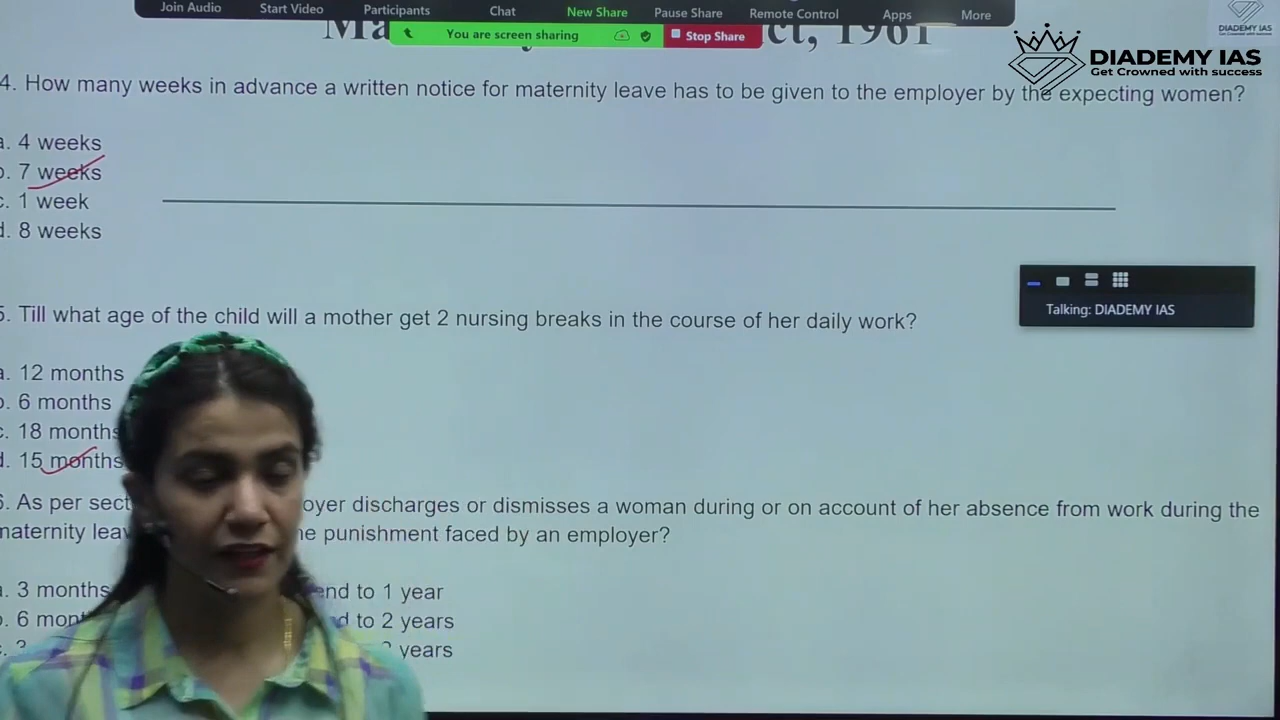 Join Audio Start Video Participants Chat New Share Pause Share Remote Control Apps More
You are screen sharing Stop Share
ct, 1961
DIADEMY IAS
Get Crowned with success
DIADEMY IAS
4. How many weeks in advance a written notice for maternity leave has to be given to the employer by the expecting women?
a. 4 weeks
b. 7 weeks
c. 1 week
d. 8 weeks
Talking: DIADEMY IAS
5. Till what age of the child will a mother get 2 nursing breaks in the course of her daily work?
a. 12 months
b. 6 months
c. 18 months
d. 15 months
6. As per sect oyer discharges or dismisses a woman during or on account of her absence from work during the
maternity leav he punishment faced by an employer?
a. 3 months end to 1 year
b. 6 mont d to 2 years
c. years